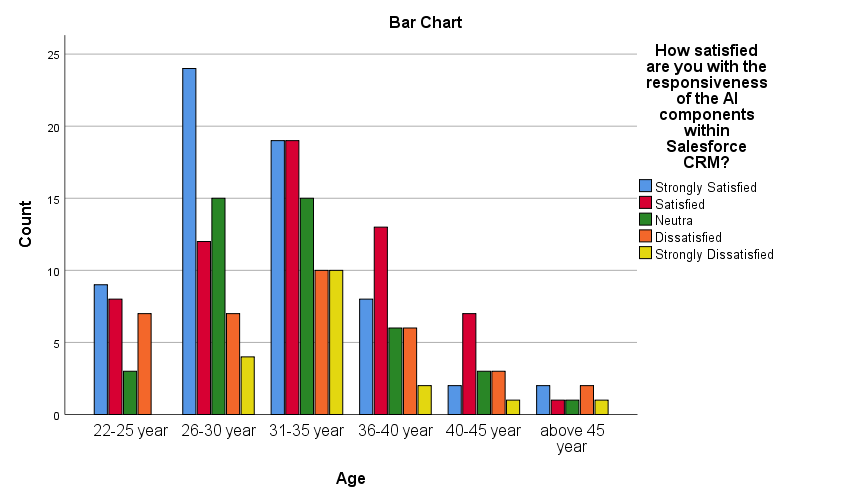 Bar Chart
25
20
15
10
5
0
Count
22-25 year
26-30 year
31-35 year
36-40 year
40-45 year
above 45
year
Age
How satisfied
are you with the
responsiveness
of the AI
components
within
Salesforce
CRM?
Strongly Satisfied
Satisfied
Neutra
Dissatisfied
Strongly Dissatisfied